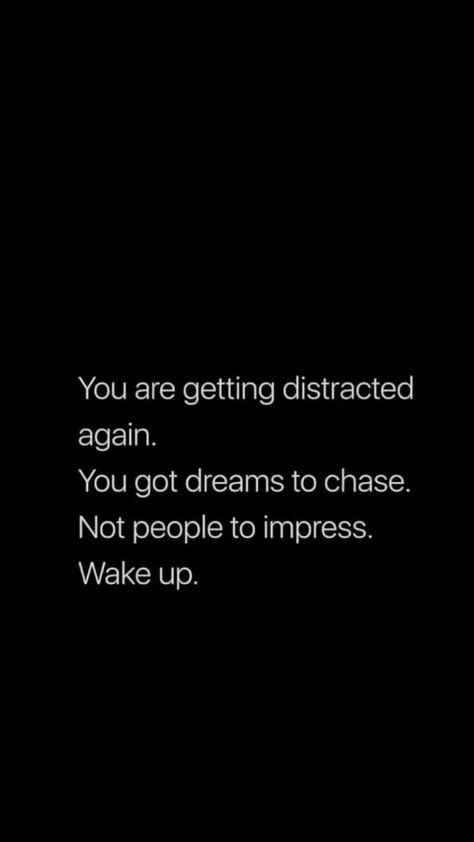 You are getting distracted
again.
You got dreams to chase.
Not people to impress.
Wake up.